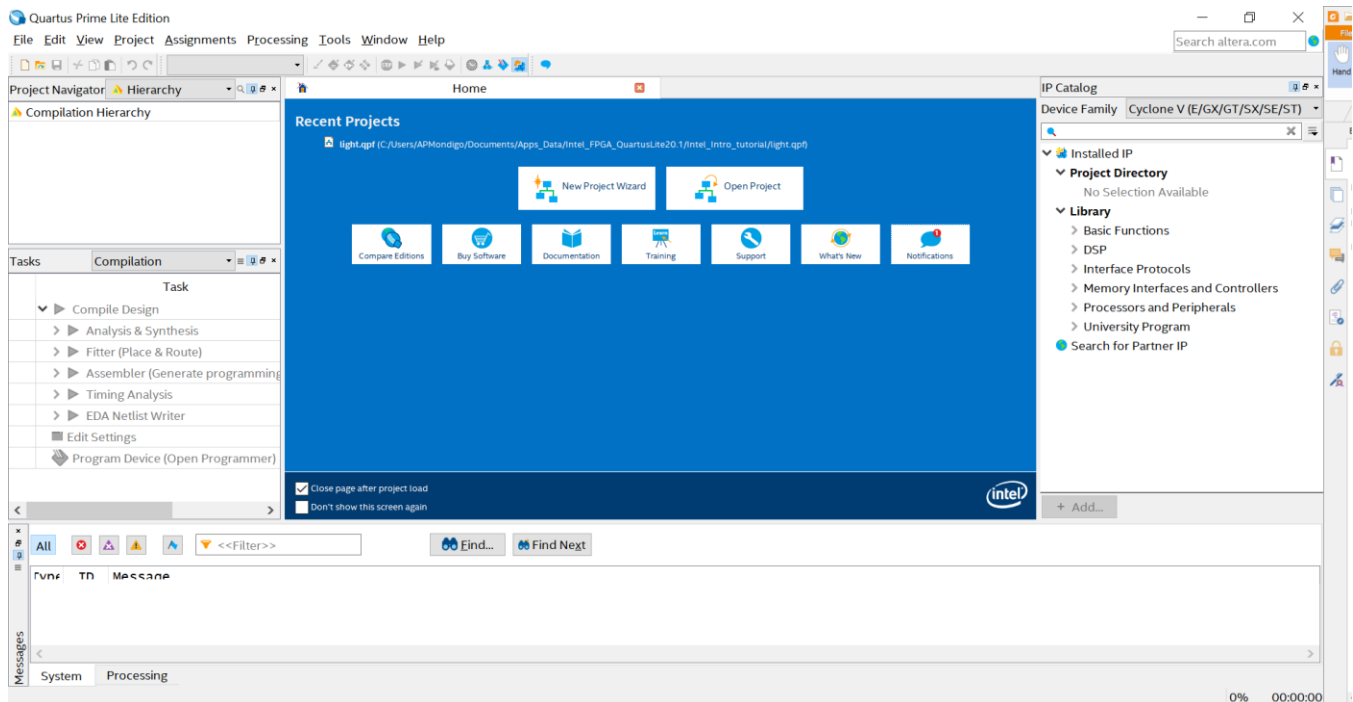 Quartus Prime Lite Edition
File Edit View Project Assignments Processing Tools Window Help
Search altera.com
File
Hand
Project Navigator Hierarchy
Compilation Hierarchy
Home
Recent Projects
light.qpf (C:/Users/APMondigo/Documents/Apps_Data/Intel_FPGA_QuartusLite20.1/Intel_Intro_tutorial/light.qpf)
New Project Wizard
Open Project
Compare Editions
Buy Software
Documentation
Training
Support
What's New
Notifications
Close page after project load
Don't show this screen again
intel
IP Catalog
Device Family Cyclone V (E/GX/GT/SX/SE/ST)
Installed IP
Project Directory
No Selection Available
Library
Basic Functions
DSP
Interface Protocols
Memory Interfaces and Controllers
Processors and Peripherals
University Program
Search for Partner IP
+ Add...
Tasks Compilation
Task
Compile Design
Analysis & Synthesis
Fitter (Place & Route)
Assembler (Generate programming
Timing Analysis
EDA Netlist Writer
Edit Settings
Program Device (Open Programmer)
All
<<Filter>>
Find...
Find Next
Type ID Message
Messages
System Processing
0% 00:00:00